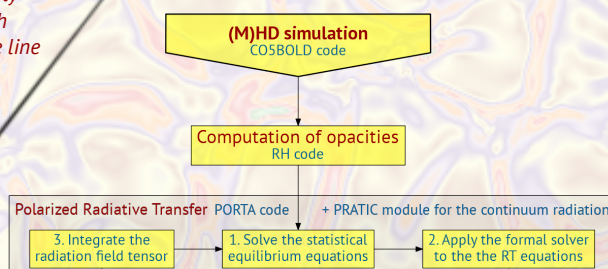 h
e line
(M)HD simulation
CO5BOLD code
Computation of opacities
RH code
Polarized Radiative Transfer PORTA code + PRATIC module for the continuum radiation
3. Integrate the
radiation field tensor
1. Solve the statistical
equilibrium equations
2. Apply the formal solver
to the the RT equations